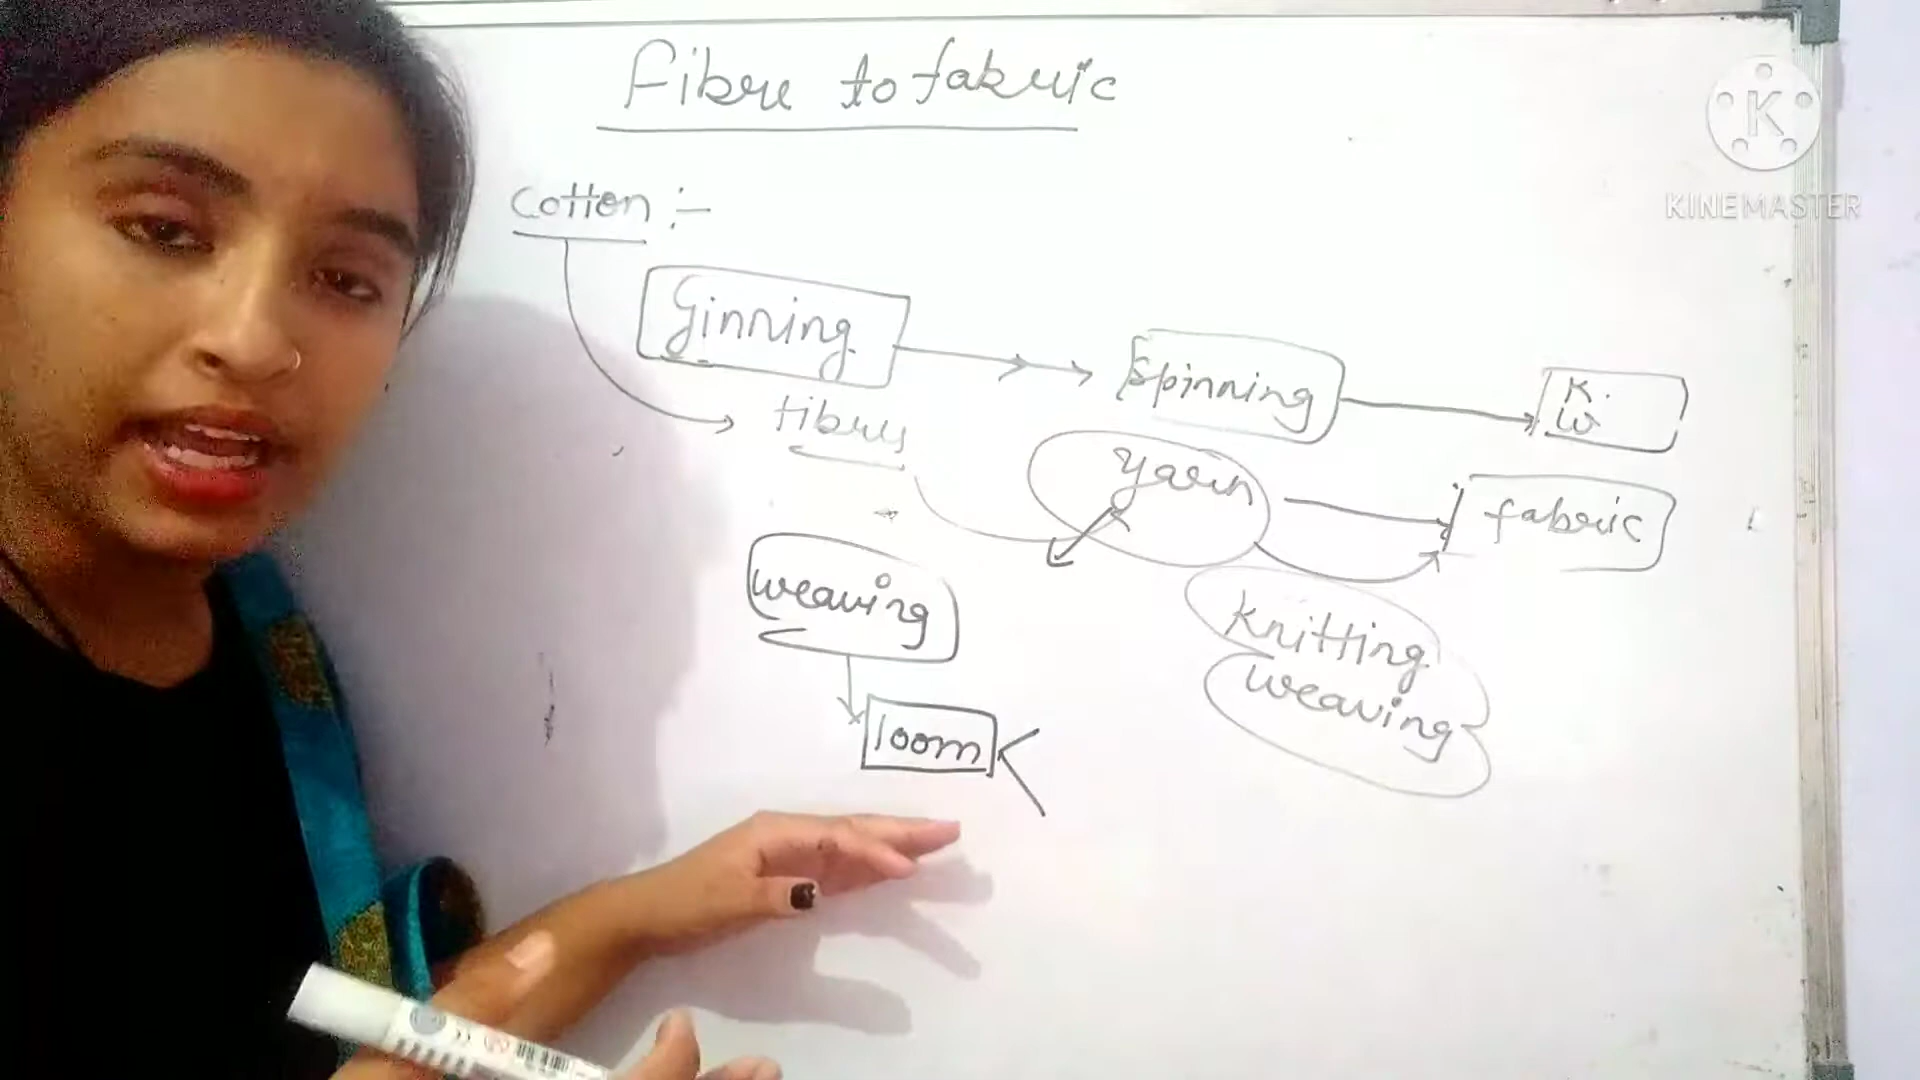 Fibre to fabric
Cotton :-
Ginning
Spinning
K.
W
fibres
yarn
fabric
weaving
knitting
weaving
loom
K
KINEMASTER